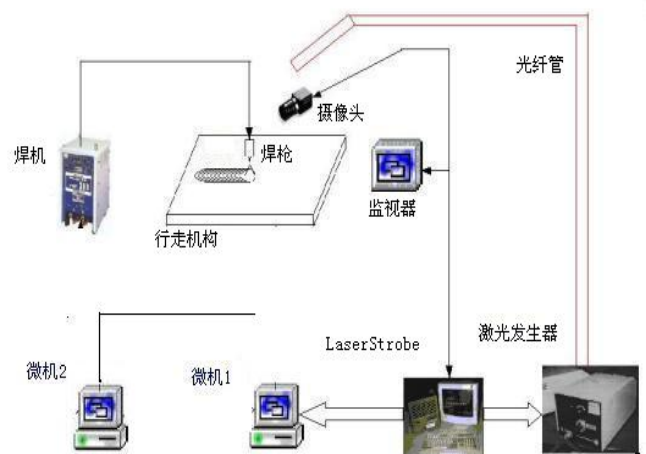 光纤管
摄像头
焊机
焊枪
监视器
行走机构
LaserStrobe
激光发生器
微机2
微机1